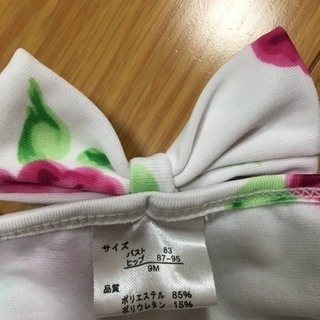 サイズ
バスト 83
ヒップ 87-95
9M
品質
ポリエステル 85%
ポリウレタン 15%